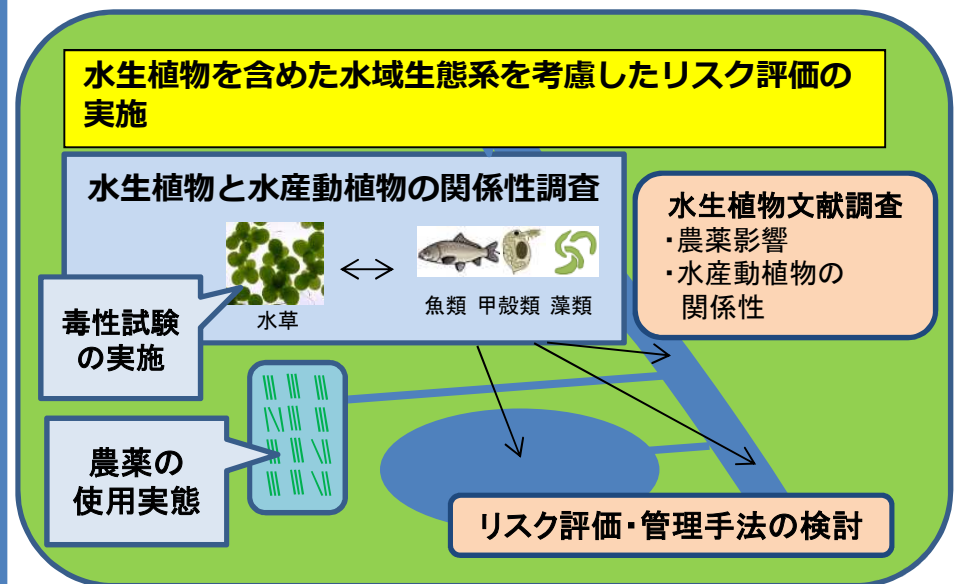 水生植物を含めた水域生態系を考慮したリスク評価の
実施
水生植物と水産動植物の関係性調査
水草
魚類 甲殻類 藻類
水生植物文献調査
・農薬影響
・水産動植物の
関係性
毒性試験
の実施
農薬の
使用実態
リスク評価・管理手法の検討